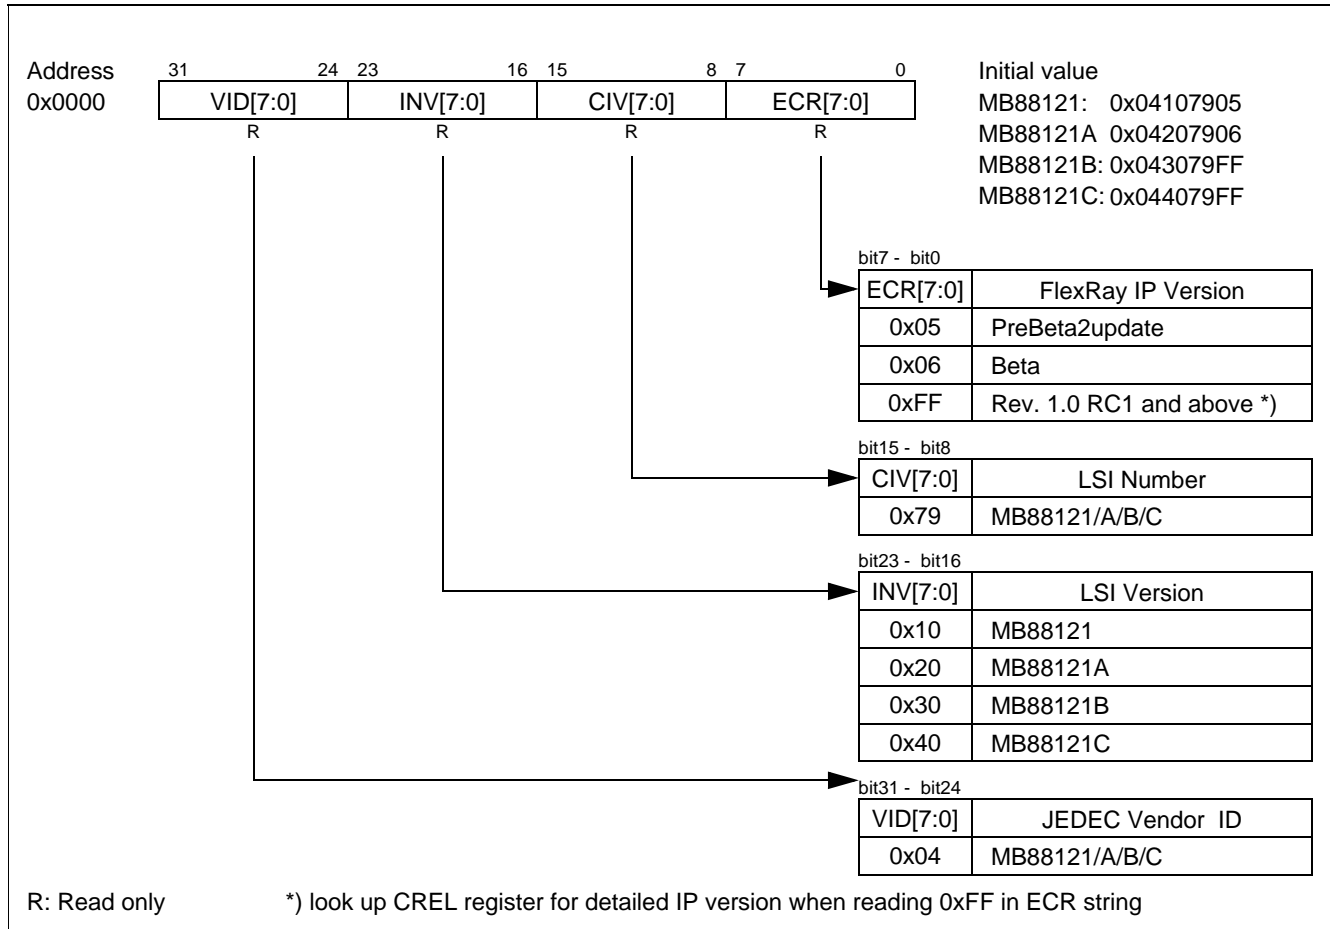 Address 31 24 23 16 15 8 7 0 Initial value
0x0000 VID[7:0] INV[7:0] CIV[7:0] ECR[7:0] MB88121: 0x04107905
R R R R MB88121A 0x04207906
MB88121B: 0x043079FF
MB88121C: 0x044079FF
bit7 - bit0
ECR[7:0] FlexRay IP Version
0x05 PreBeta2update
0x06 Beta
0xFF Rev. 1.0 RC1 and above *)
bit15 - bit8
CIV[7:0] LSI Number
0x79 MB88121/A/B/C
bit23 - bit16
INV[7:0] LSI Version
0x10 MB88121
0x20 MB88121A
0x30 MB88121B
0x40 MB88121C
bit31 - bit24
VID[7:0] JEDEC Vendor ID
0x04 MB88121/A/B/C
R: Read only *) look up CREL register for detailed IP version when reading 0xFF in ECR string